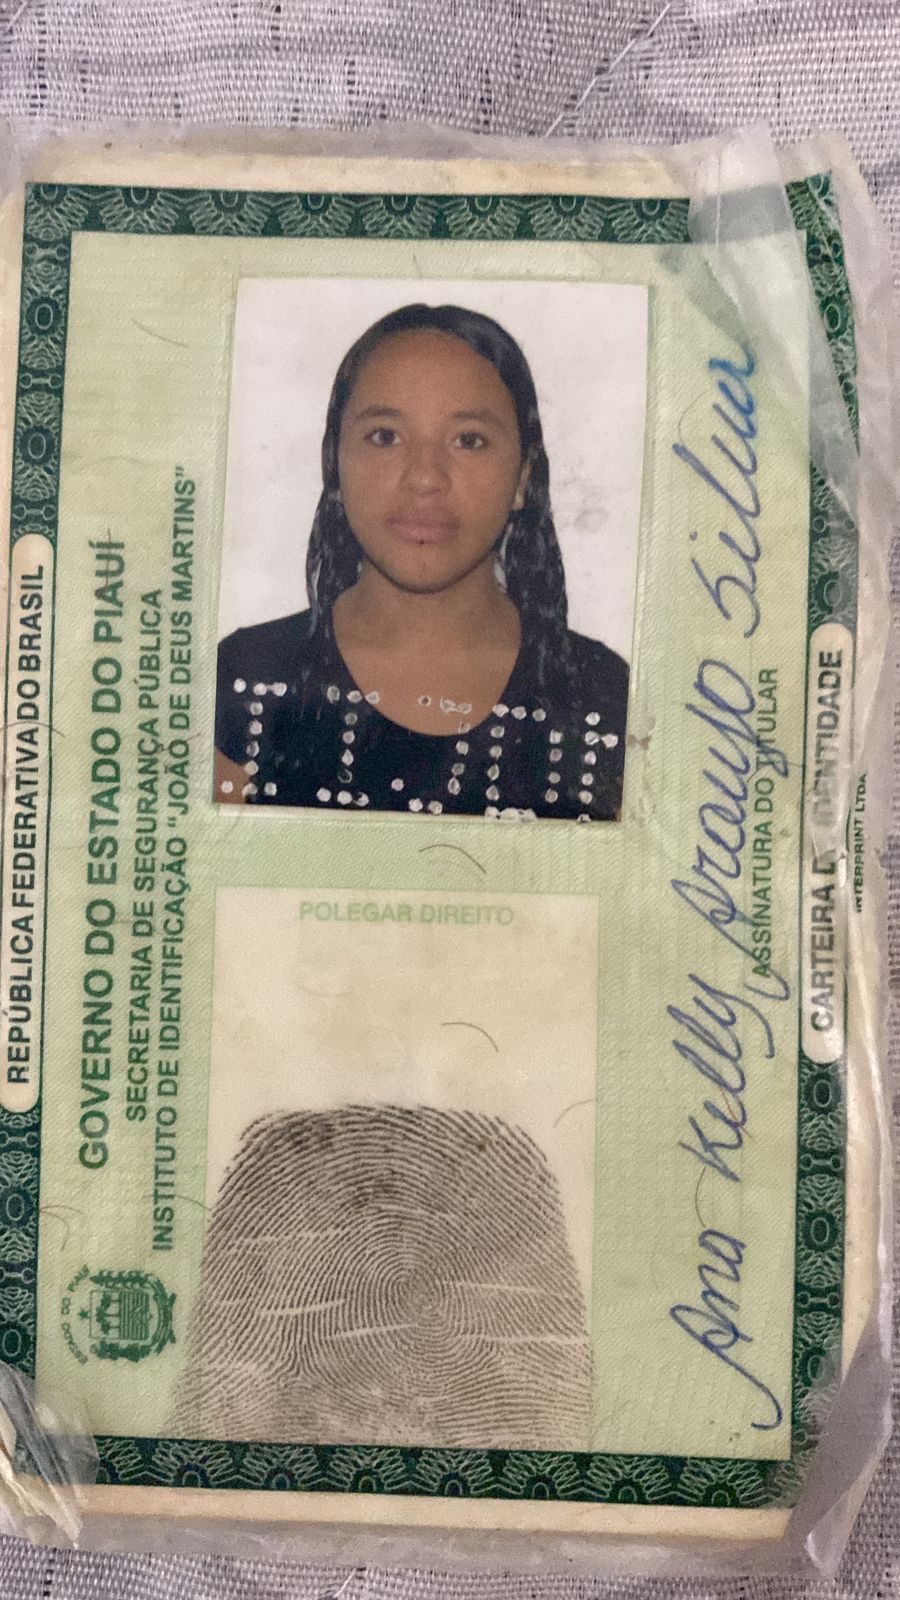 REPÚBLICA FEDERATIVA DO BRASIL
GOVERNO DO ESTADO DO PIAUÍ
SECRETARIA DE SEGURANÇA PÚBLICA
INSTITUTO DE IDENTIFICAÇÃO "JOÃO DE DEUS MARTINS"
ESTADO DO PIAUÍ
POLEGAR DIREITO
Ana Kelly Araujo Silva
ASSINATURA DO TITULAR
CARTEIRA DE IDENTIDADE
INTERPRINT LTDA.